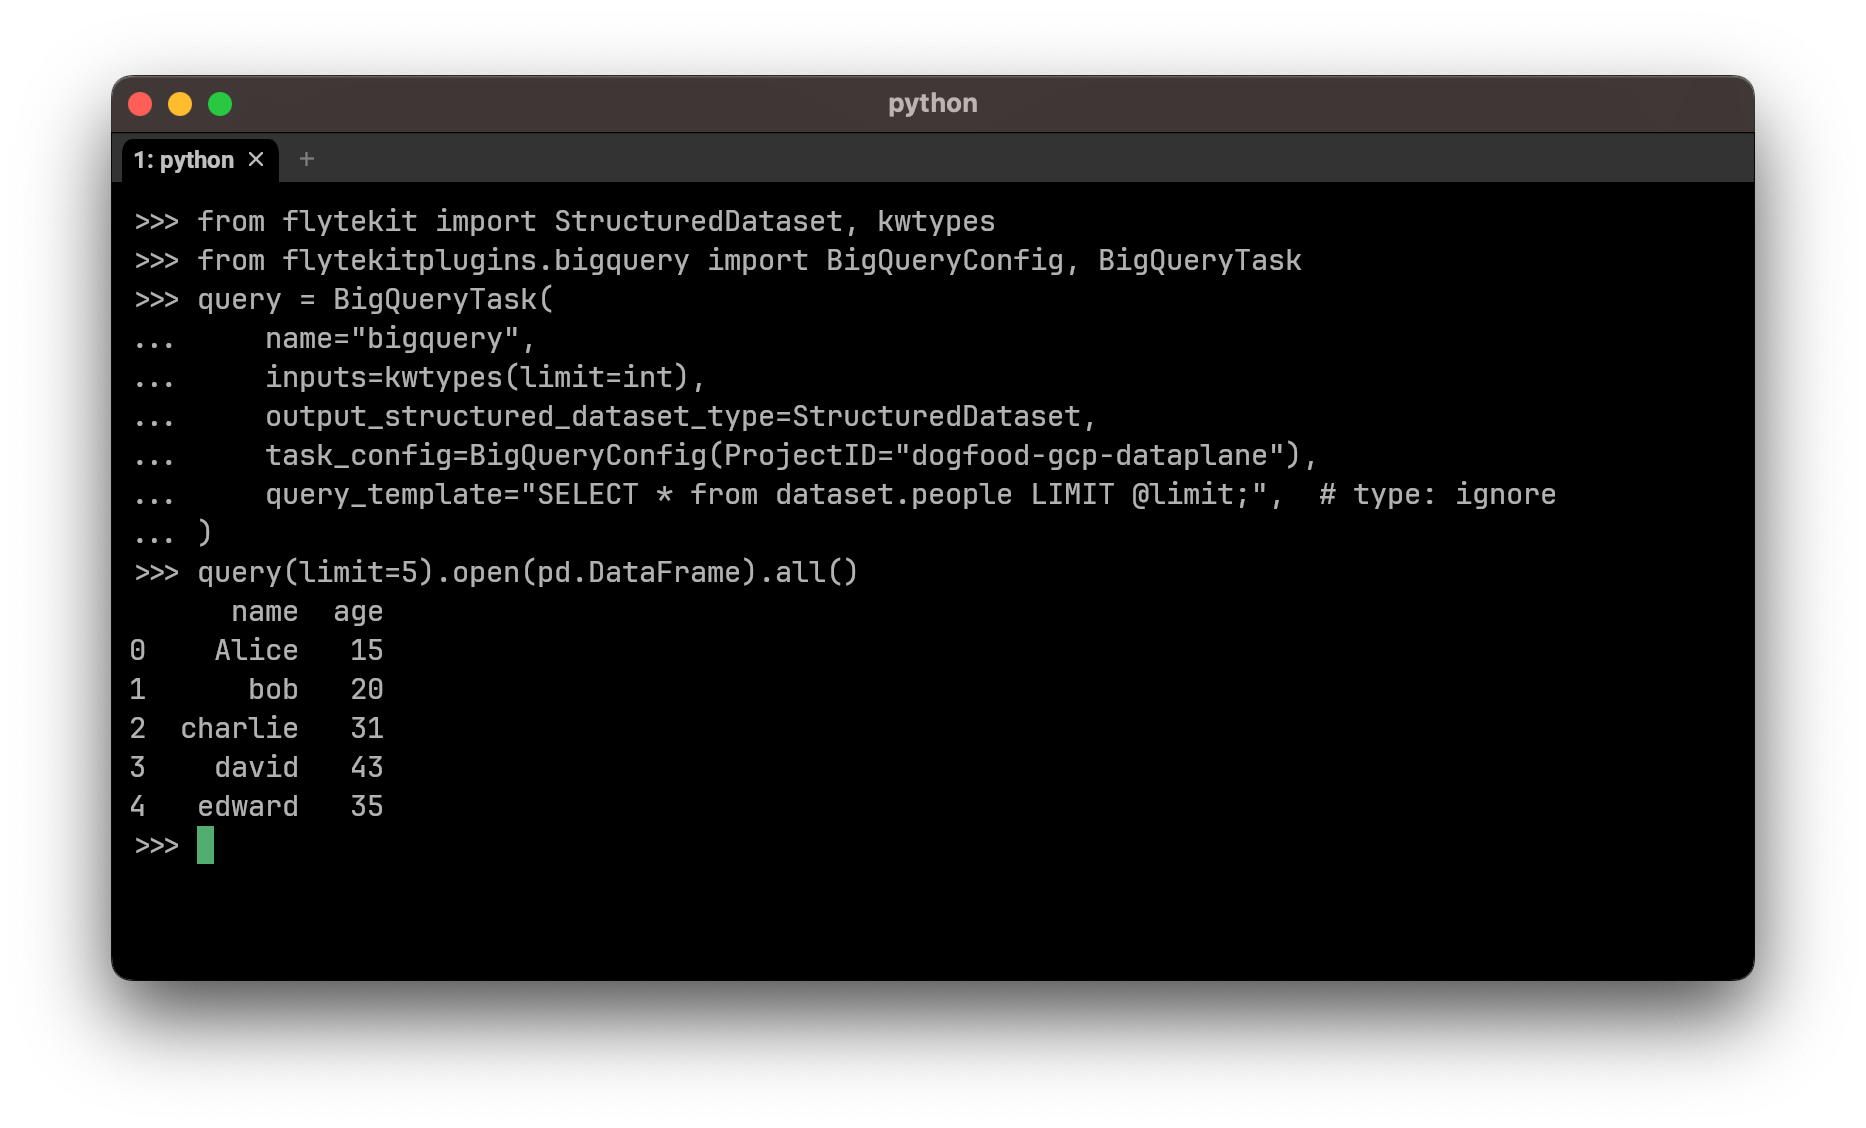 python
1: python ✕ +
>>> from flytekit import StructuredDataset, kwtypes
>>> from flytekitplugins.bigquery import BigQueryConfig, BigQueryTask
>>> query = BigQueryTask(
...     name="bigquery",
...     inputs=kwtypes(limit=int),
...     output_structured_dataset_type=StructuredDataset,
...     task_config=BigQueryConfig(ProjectID="dogfood-gcp-dataplane"),
...     query_template="SELECT * from dataset.people LIMIT @limit;",  # type: ignore
... )
>>> query(limit=5).open(pd.DataFrame).all()
      name  age
0    Alice   15
1      bob   20
2  charlie   31
3    david   43
4   edward   35
>>>